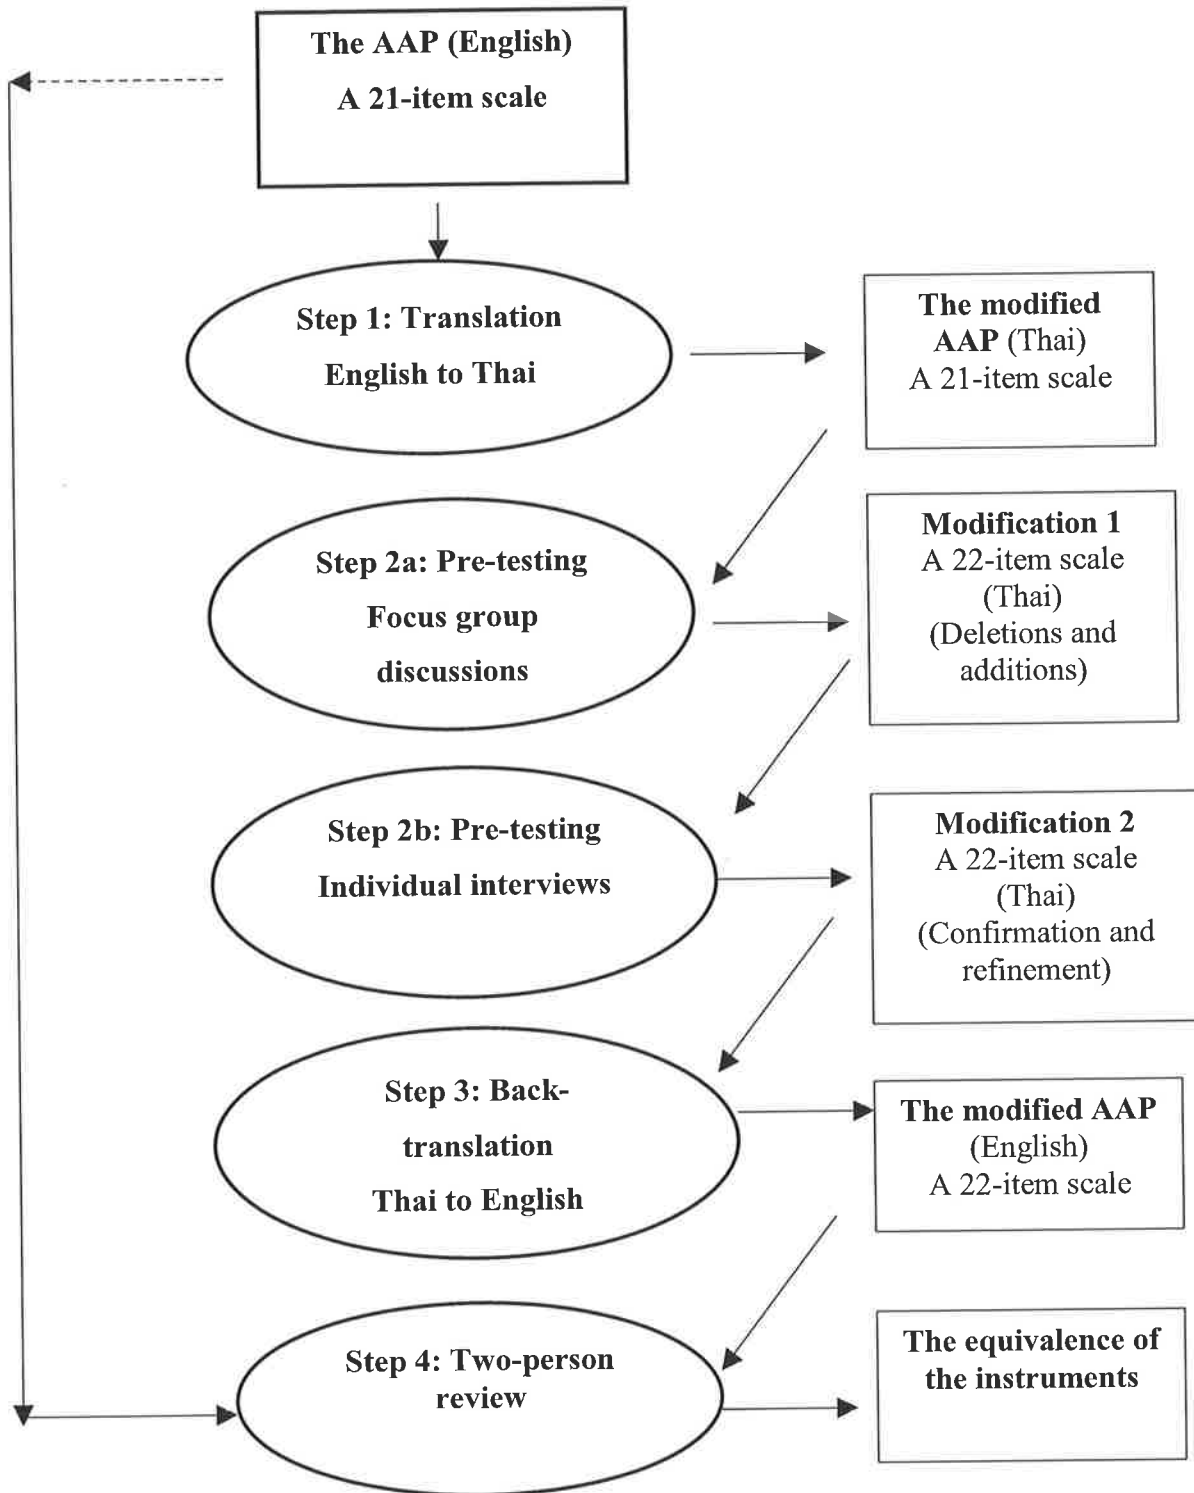 The AAP (English)
A 21-item scale
Step 1: Translation
English to Thai
The modified
AAP (Thai)
A 21-item scale
Step 2a: Pre-testing
Focus group
discussions
Modification 1
A 22-item scale
(Thai)
(Deletions and
additions)
Step 2b: Pre-testing
Individual interviews
Modification 2
A 22-item scale
(Thai)
(Confirmation and
refinement)
Step 3: Back-
translation
Thai to English
The modified AAP
(English)
A 22-item scale
Step 4: Two-person
review
The equivalence of
the instruments